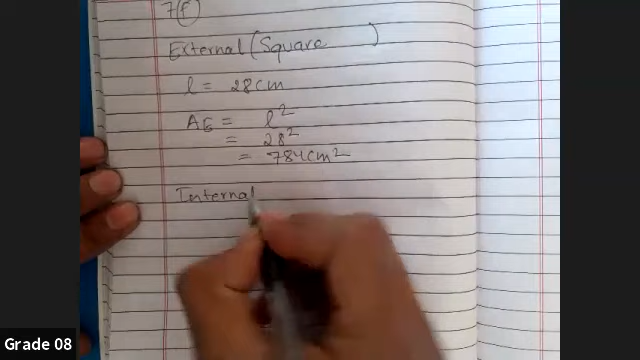 7(f)
External (Square )
l = 28cm
AE = l²
= 28²
= 784cm²
Internal
Grade 08